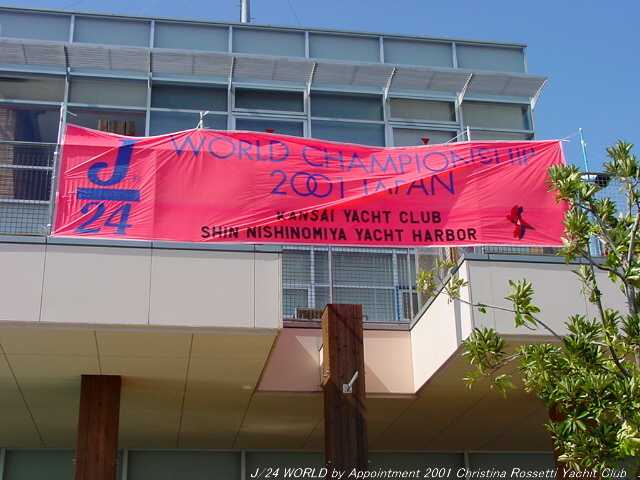 J
24
WORLD CHAMPIONSHIP
2001 JAPAN
KANSAI YACHT CLUB
SHIN NISHINOMIYA YACHT HARBOR
J/24 WORLD by Appointment 2001 Christina Rossetti Yachit Club